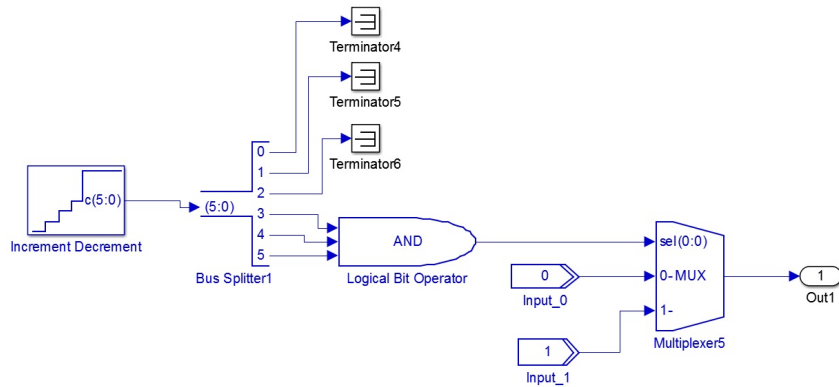 Terminator4
Terminator5
Terminator6
c(5:0)
Increment Decrement
(5:0)
0
1
2
3
4
5
Bus Splitter1
AND
Logical Bit Operator
0
Input_0
1
Input_1
sel(0:0)
0- MUX
1-
Multiplexer5
1
Out1